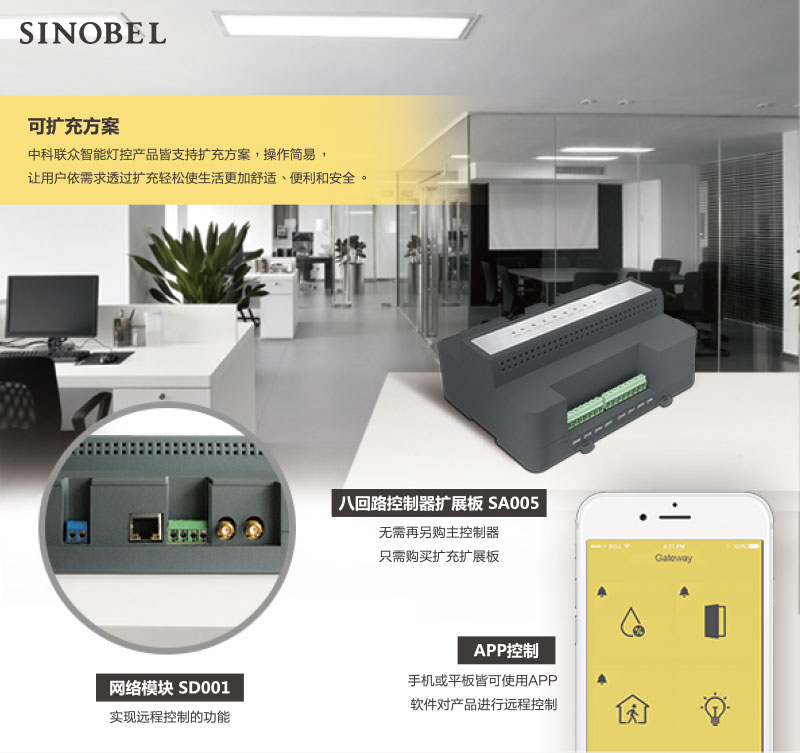 SINOBEL
可扩充方案
中科联众智能灯控产品皆支持扩充方案,操作简易,
让用户依需求透过扩充轻松使生活更加舒适、便利和安全。
八回路控制器扩展板 SA005
无需再另购主控制器
只需购买扩充扩展板
4:21 PM
Gateway
APP控制
手机或平板皆可使用APP
软件对产品进行远程控制
网络模块 SD001
实现远程控制的功能